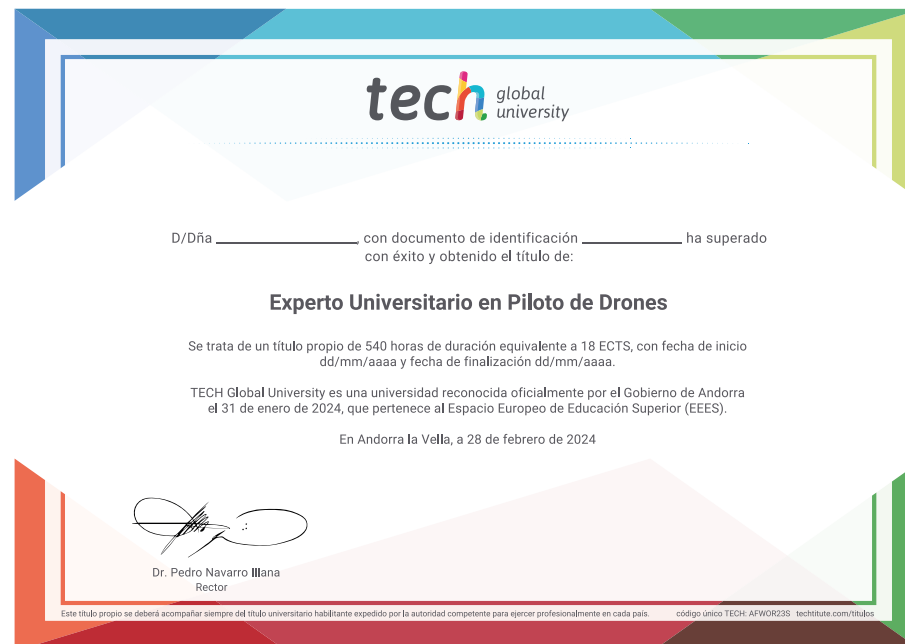 tech global
university
D/Dña ______________________, con documento de identificación ________________ ha superado
con éxito y obtenido el título de:
Experto Universitario en Piloto de Drones
Se trata de un título propio de 540 horas de duración equivalente a 18 ECTS, con fecha de inicio
dd/mm/aaaa y fecha de finalización dd/mm/aaaa.
TECH Global University es una universidad reconocida oficialmente por el Gobierno de Andorra
el 31 de enero de 2024, que pertenece al Espacio Europeo de Educación Superior (EEES).
En Andorra la Vella, a 28 de febrero de 2024
Dr. Pedro Navarro Illana
Rector
Este título propio se deberá acompañar siempre del título universitario habilitante expedido por la autoridad competente para ejercer profesionalmente en cada país. código único TECH: AFWOR23S techtitute.com/titulos